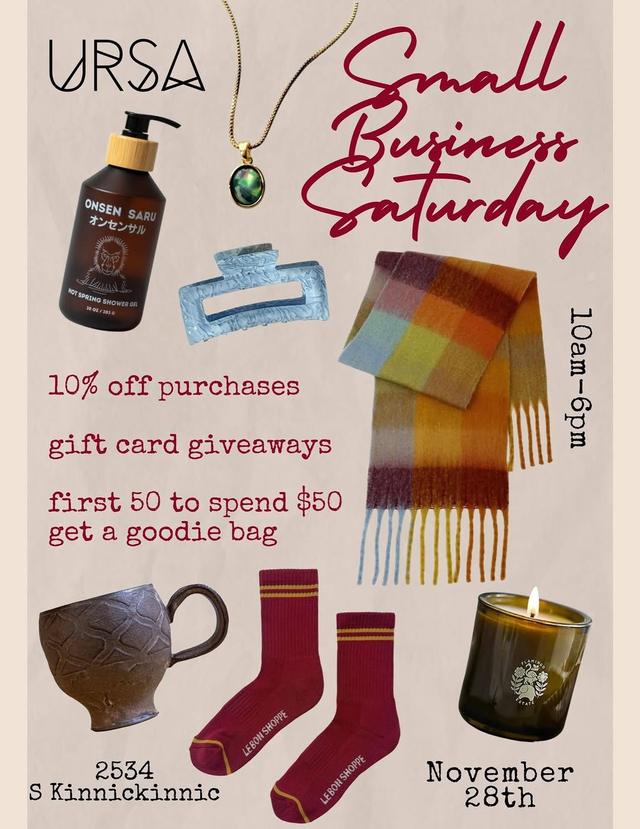 URSA
Small
Business
Saturday
ONSEN SARU
オンセンサル
HOT SPRING SHOWER GEL
10am-6pm
10% off purchases
gift card giveaways
first 50 to spend $50
get a goodie bag
LE BON SHOPPE
LE BON SHOPPE
FLAMINGO
ESTATE
2534
S Kinnickinnic
November
28th